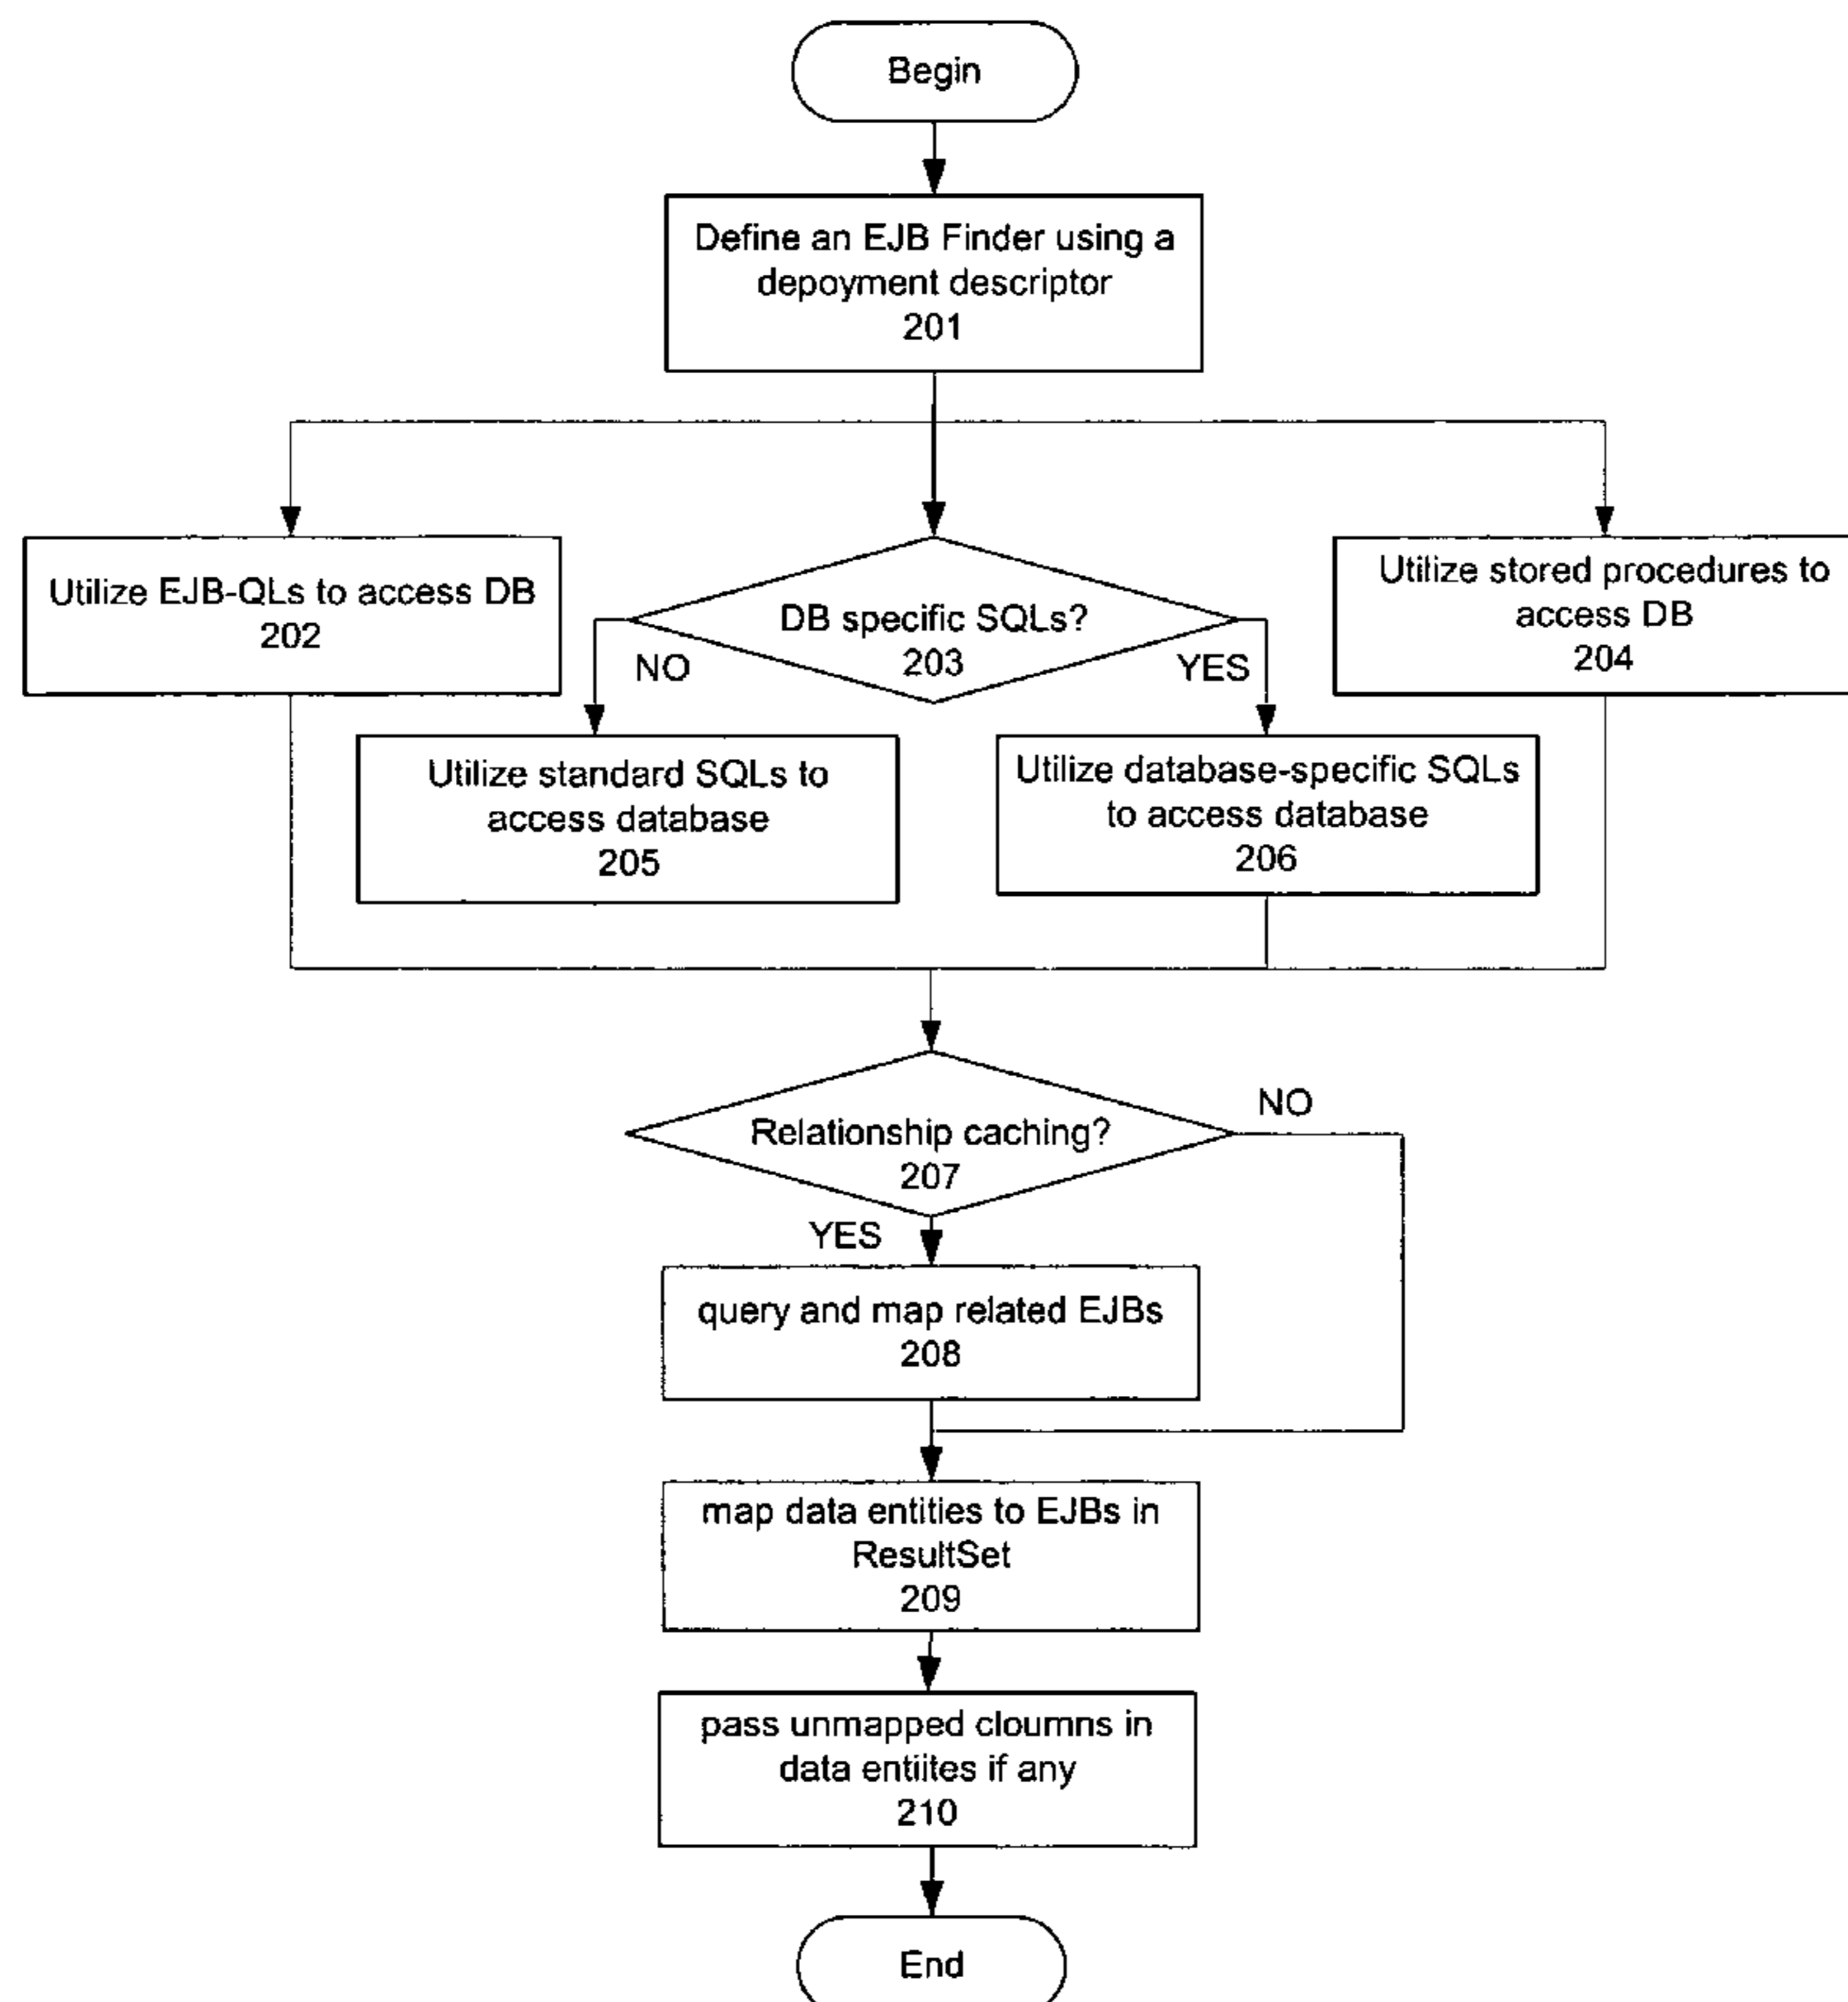 Begin
Define an EJB Finder using a
depoyment descriptor
201
Utilize EJB-QLs to access DB
202
DB specific SQLs?
203
Utilize stored procedures to
access DB
204
NO
YES
Utilize standard SQLs to
access database
205
Utilize database-specific SQLs
to access database
206
Relationship caching?
207
NO
YES
query and map related EJBs
208
map data entities to EJBs in
ResultSet
209
pass unmapped cloumns in
data entiites if any
210
End